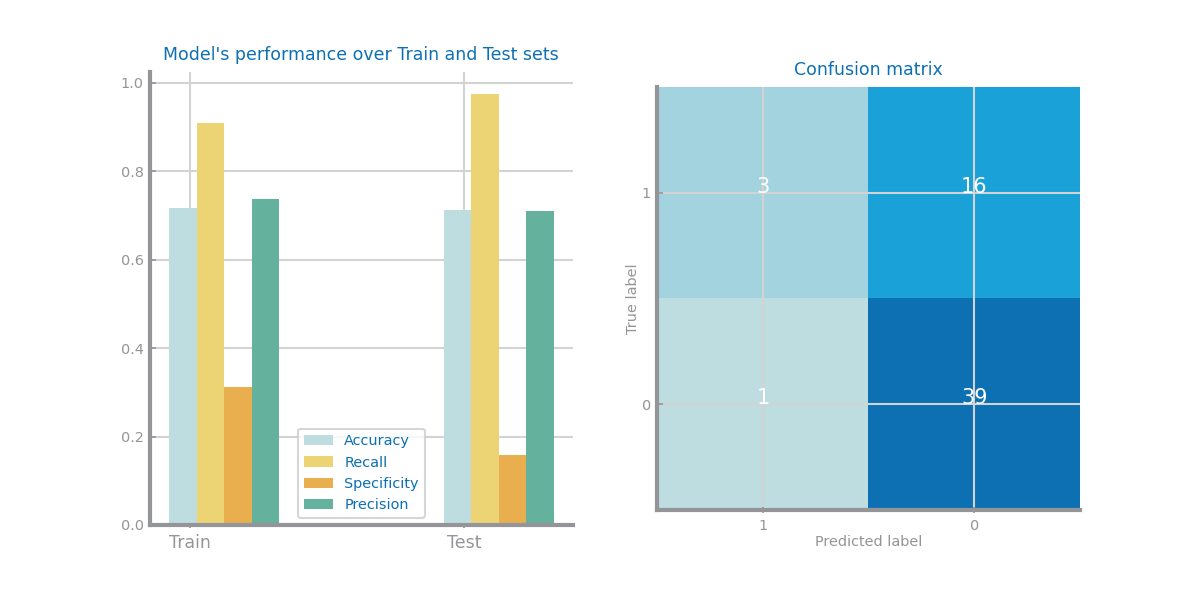 Model's performance over Train and Test sets
1.0
0.8
0.6
0.4
0.2
0.0
Train
Test
Accuracy
Recall
Specificity
Precision
Confusion matrix
True label
1
0
3
16
1
39
1
0
Predicted label